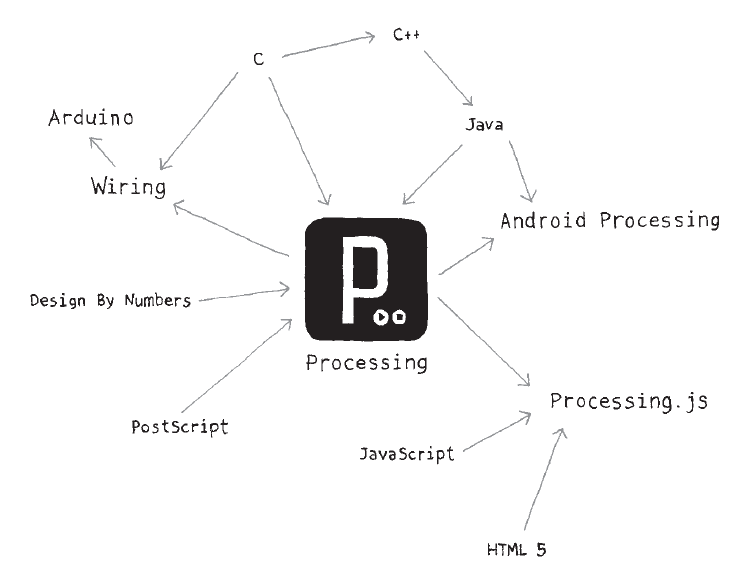 C++
C
Arduino
Java
Wiring
Android Processing
P
Design By Numbers
Processing
Processing.js
PostScript
JavaScript
HTML 5